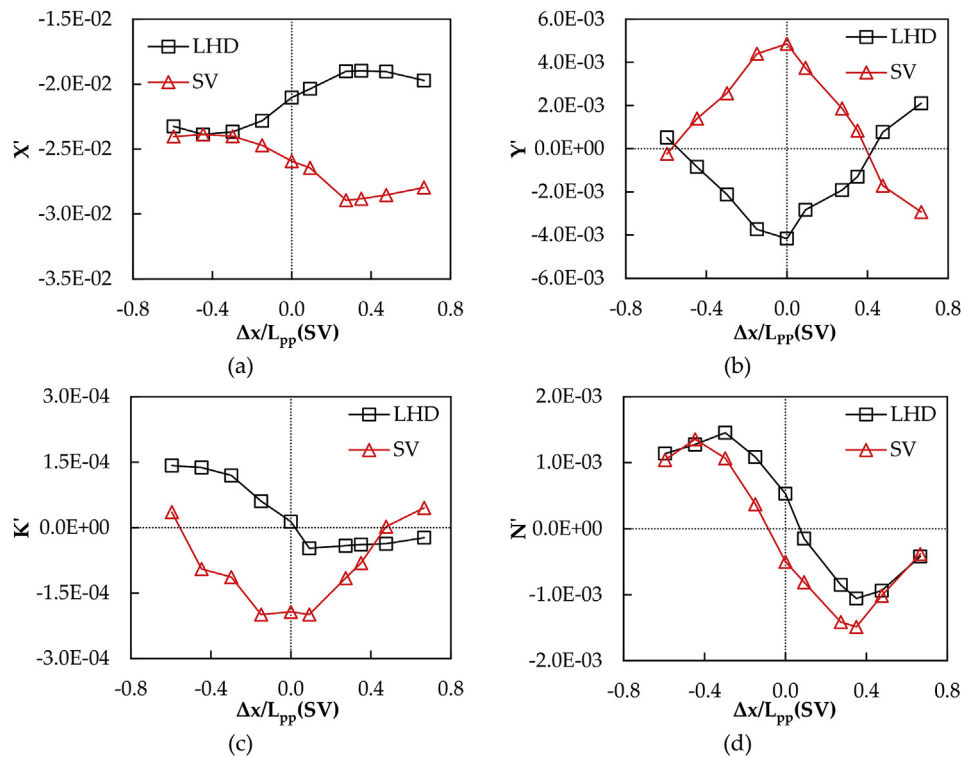 -1.5E-02
-2.0E-02
-2.5E-02
-3.0E-02
-3.5E-02
X'
LHD
SV
-0.8 -0.4 0.0 0.4 0.8
Δx/Lpp(SV)
(a)
6.0E-03
4.0E-03
2.0E-03
0.0E+00
-2.0E-03
-4.0E-03
-6.0E-03
Y'
LHD
SV
-0.8 -0.4 0.0 0.4 0.8
Δx/Lpp(SV)
(b)
3.0E-04
1.5E-04
0.0E+00
-1.5E-04
-3.0E-04
K'
LHD
SV
-0.8 -0.4 0.0 0.4 0.8
Δx/Lpp(SV)
(c)
2.0E-03
1.0E-03
0.0E+00
-1.0E-03
-2.0E-03
N'
LHD
SV
-0.8 -0.4 0.0 0.4 0.8
Δx/Lpp(SV)
(d)